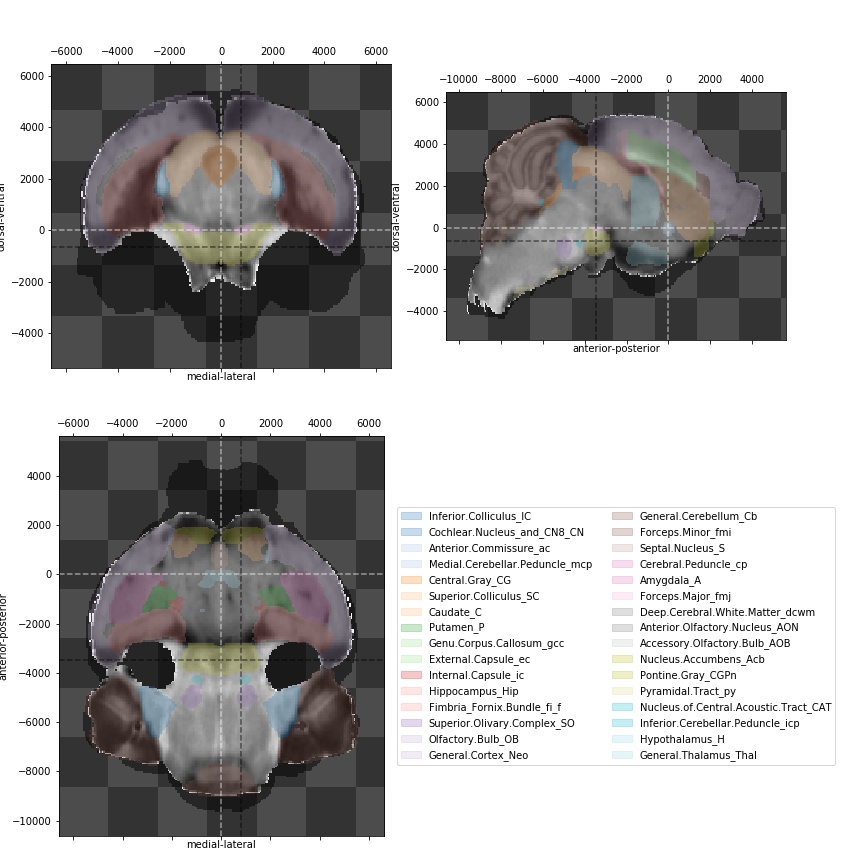 −6000 −4000 −2000 0 2000 4000 6000
6000
4000
2000
0
−2000
−4000
dorsal-ventral
medial-lateral
−10000 −8000 −6000 −4000 −2000 0 2000 4000
6000
4000
2000
0
−2000
−4000
dorsal-ventral
anterior-posterior
−6000 −4000 −2000 0 2000 4000 6000
4000
2000
0
−2000
−4000
−6000
−8000
−10000
anterior-posterior
medial-lateral
Inferior.Colliculus_IC
Cochlear.Nucleus_and_CN8_CN
Anterior.Commissure_ac
Medial.Cerebellar.Peduncle_mcp
Central.Gray_CG
Superior.Colliculus_SC
Caudate_C
Putamen_P
Genu.Corpus.Callosum_gcc
External.Capsule_ec
Internal.Capsule_ic
Hippocampus_Hip
Fimbria_Fornix.Bundle_fi_f
Superior.Olivary.Complex_SO
Olfactory.Bulb_OB
General.Cortex_Neo
General.Cerebellum_Cb
Forceps.Minor_fmi
Septal.Nucleus_S
Cerebral.Peduncle_cp
Amygdala_A
Forceps.Major_fmj
Deep.Cerebral.White.Matter_dcwm
Anterior.Olfactory.Nucleus_AON
Accessory.Olfactory.Bulb_AOB
Nucleus.Accumbens_Acb
Pontine.Gray_CGPn
Pyramidal.Tract_py
Nucleus.of.Central.Acoustic.Tract_CAT
Inferior.Cerebellar.Peduncle_icp
Hypothalamus_H
General.Thalamus_Thal